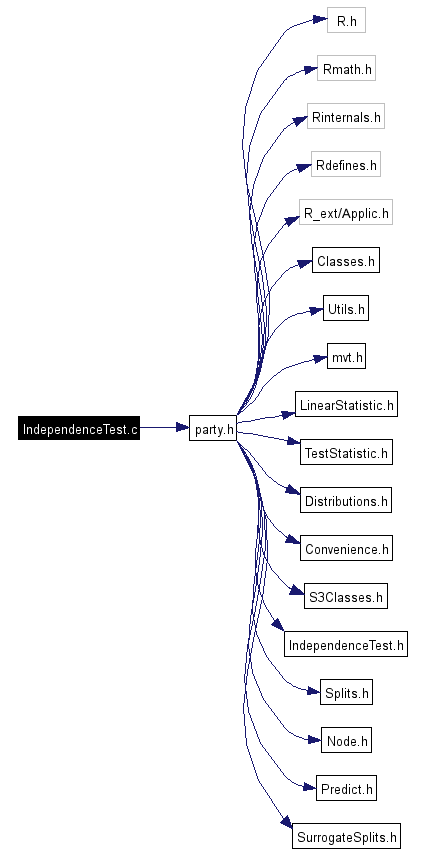 R.h
Rmath.h
Rinternals.h
Rdefines.h
R_ext/Applic.h
Classes.h
Utils.h
mvt.h
LinearStatistic.h
IndependenceTest.c
party.h
TestStatistic.h
Distributions.h
Convenience.h
S3Classes.h
IndependenceTest.h
Splits.h
Node.h
Predict.h
SurrogateSplits.h